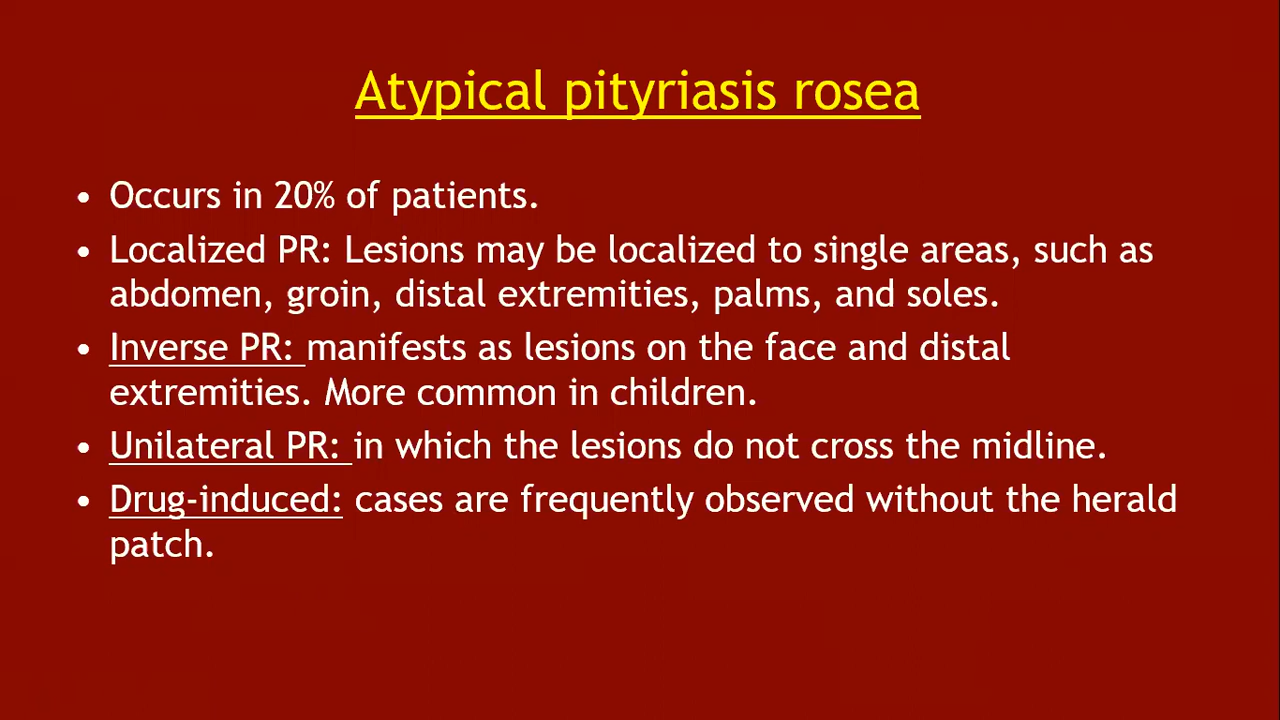 Atypical pityriasis rosea
• Occurs in 20% of patients.
• Localized PR: Lesions may be localized to single areas, such as
abdomen, groin, distal extremities, palms, and soles.
• Inverse PR: manifests as lesions on the face and distal
extremities. More common in children.
• Unilateral PR: in which the lesions do not cross the midline.
• Drug-induced: cases are frequently observed without the herald
patch.